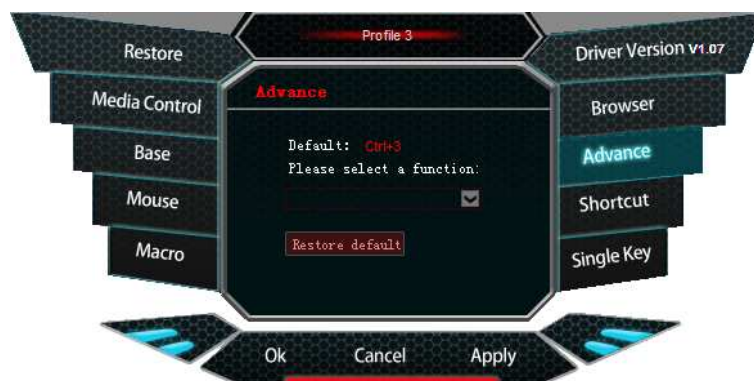 Profile 3
Restore
Media Control
Base
Mouse
Macro
Advance
Default: Ctrl+3
Please select a function:
Restore default
Driver Version v1.07
Browser
Advance
Shortcut
Single Key
Ok Cancel Apply